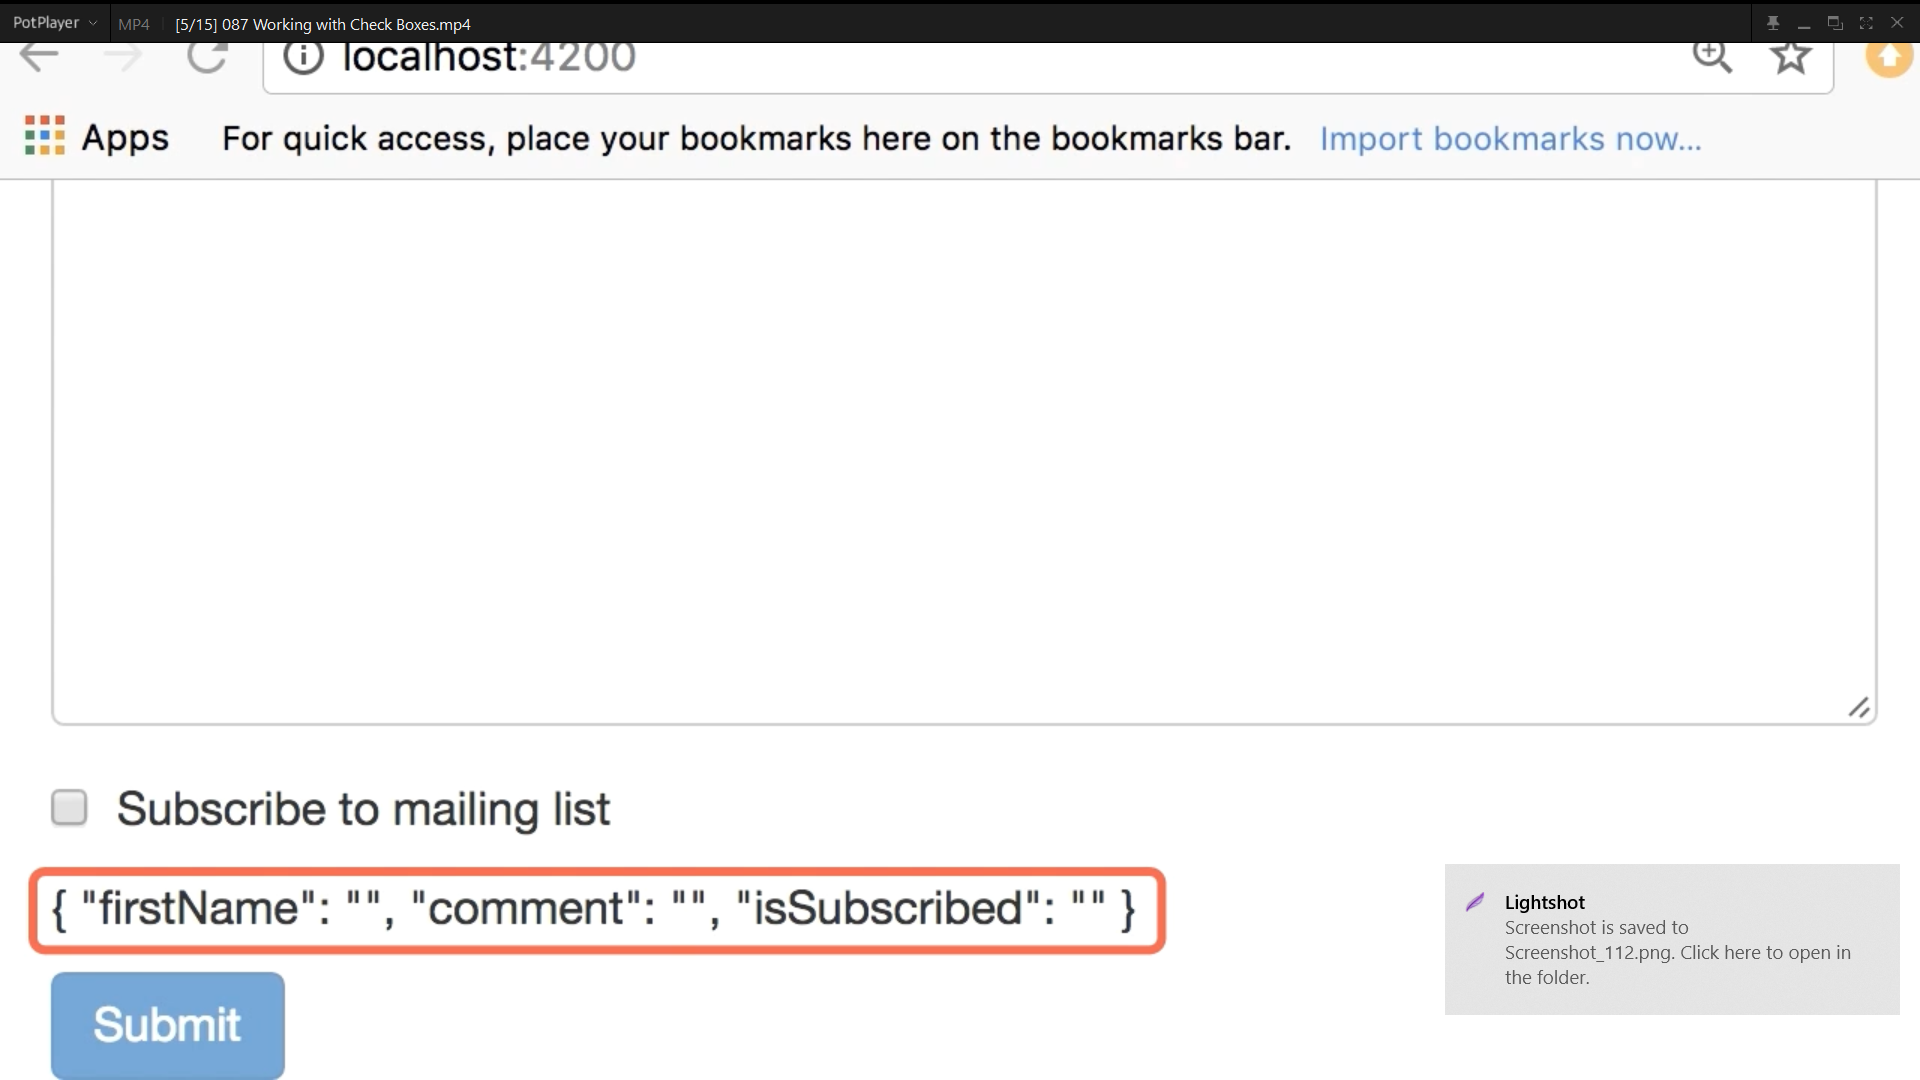 PotPlayer MP4 [5/15] 087 Working with Check Boxes.mp4
localhost:4200
Apps For quick access, place your bookmarks here on the bookmarks bar. Import bookmarks now...
Subscribe to mailing list
{ "firstName": "", "comment": "", "isSubscribed": "" }
Submit
Lightshot
Screenshot is saved to
Screenshot_112.png. Click here to open in
the folder.